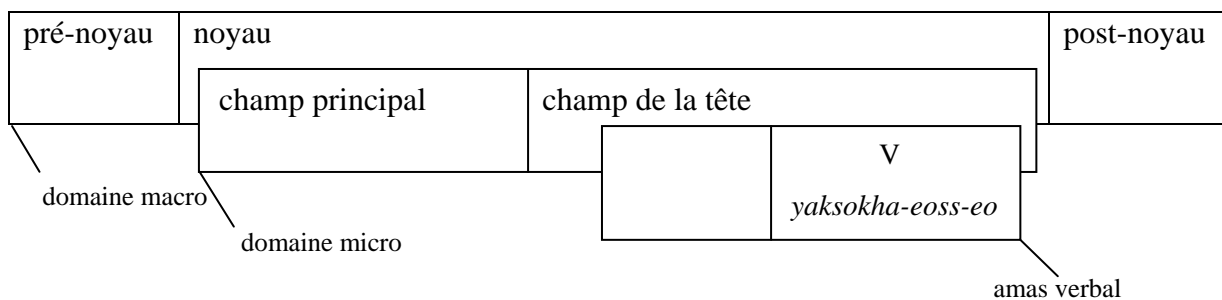 pré-noyau noyau post-noyau
champ principal champ de la tête
V
domaine macro
yaksokha-eoss-eo
domaine micro
amas verbal